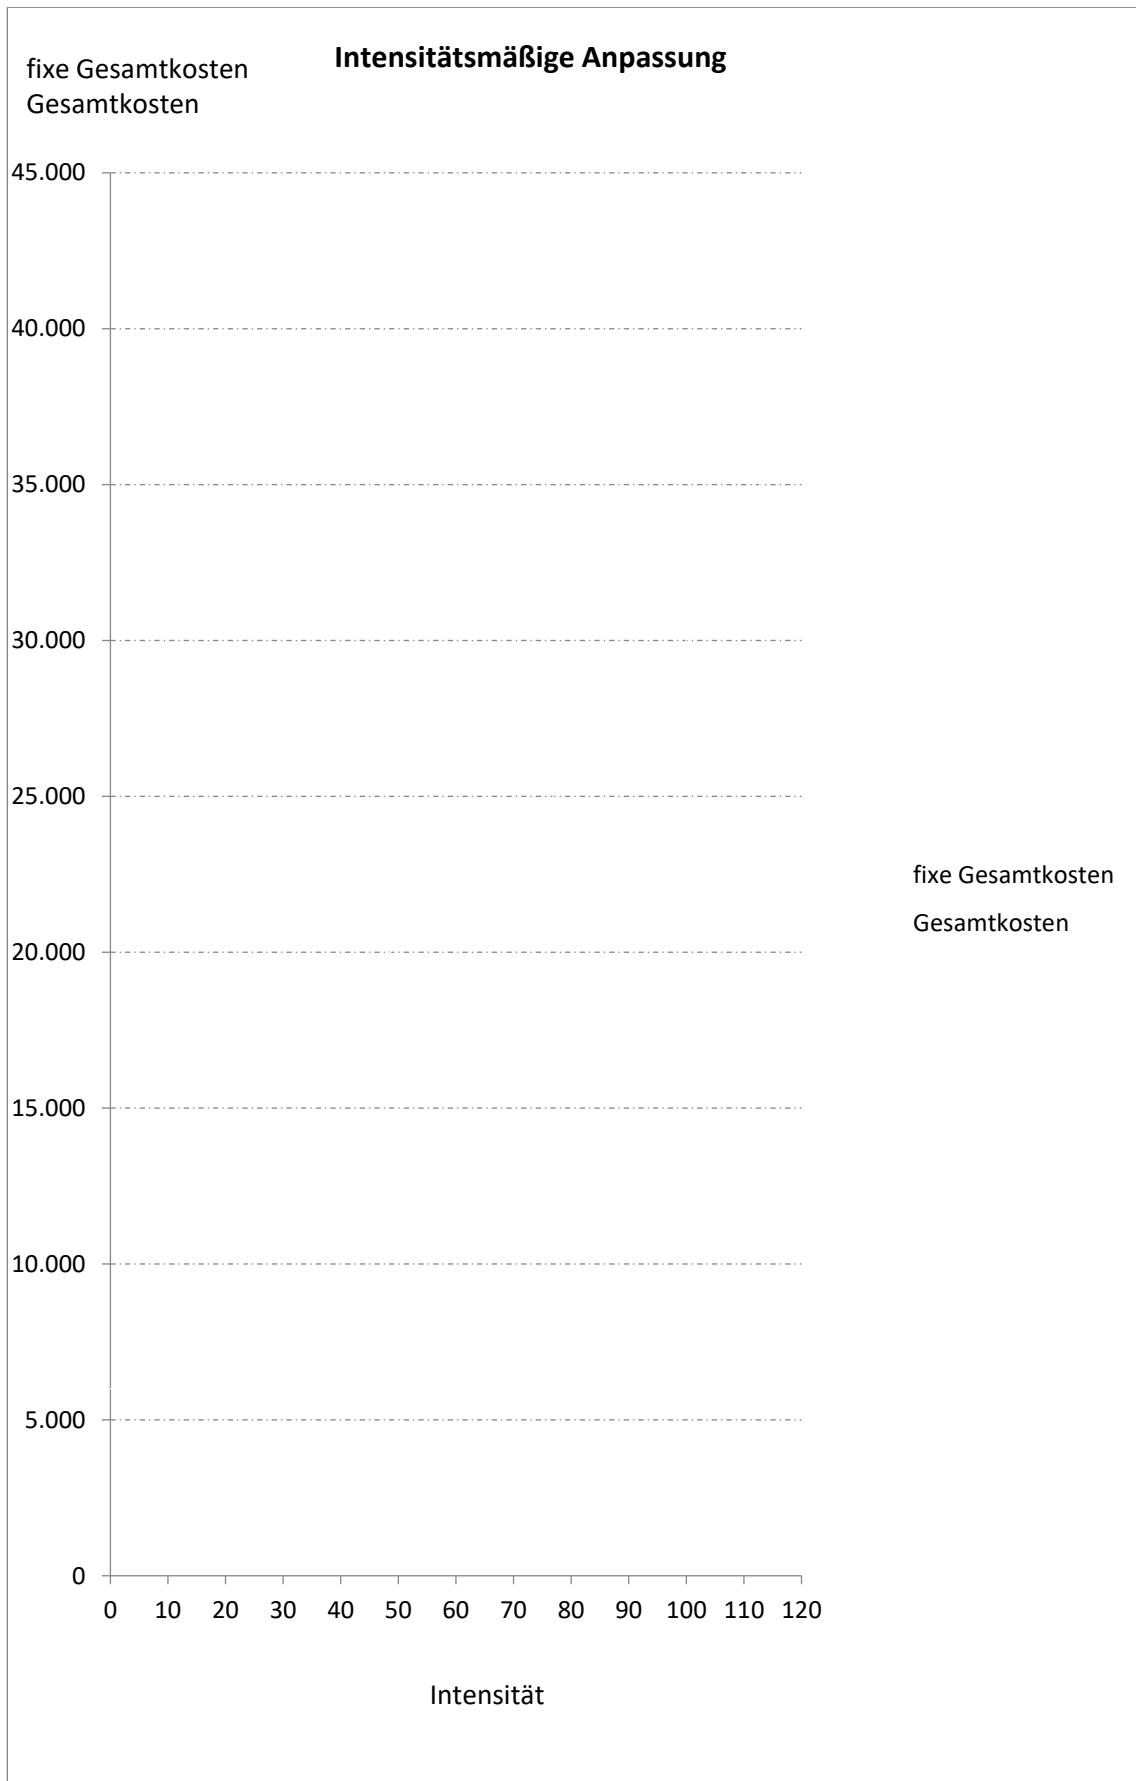 Intensitätsmäßige Anpassung
fixe Gesamtkosten
Gesamtkosten
45.000
40.000
35.000
30.000
25.000
20.000
15.000
10.000
5.000
0
0 10 20 30 40 50 60 70 80 90 100 110 120
Intensität
fixe Gesamtkosten
Gesamtkosten